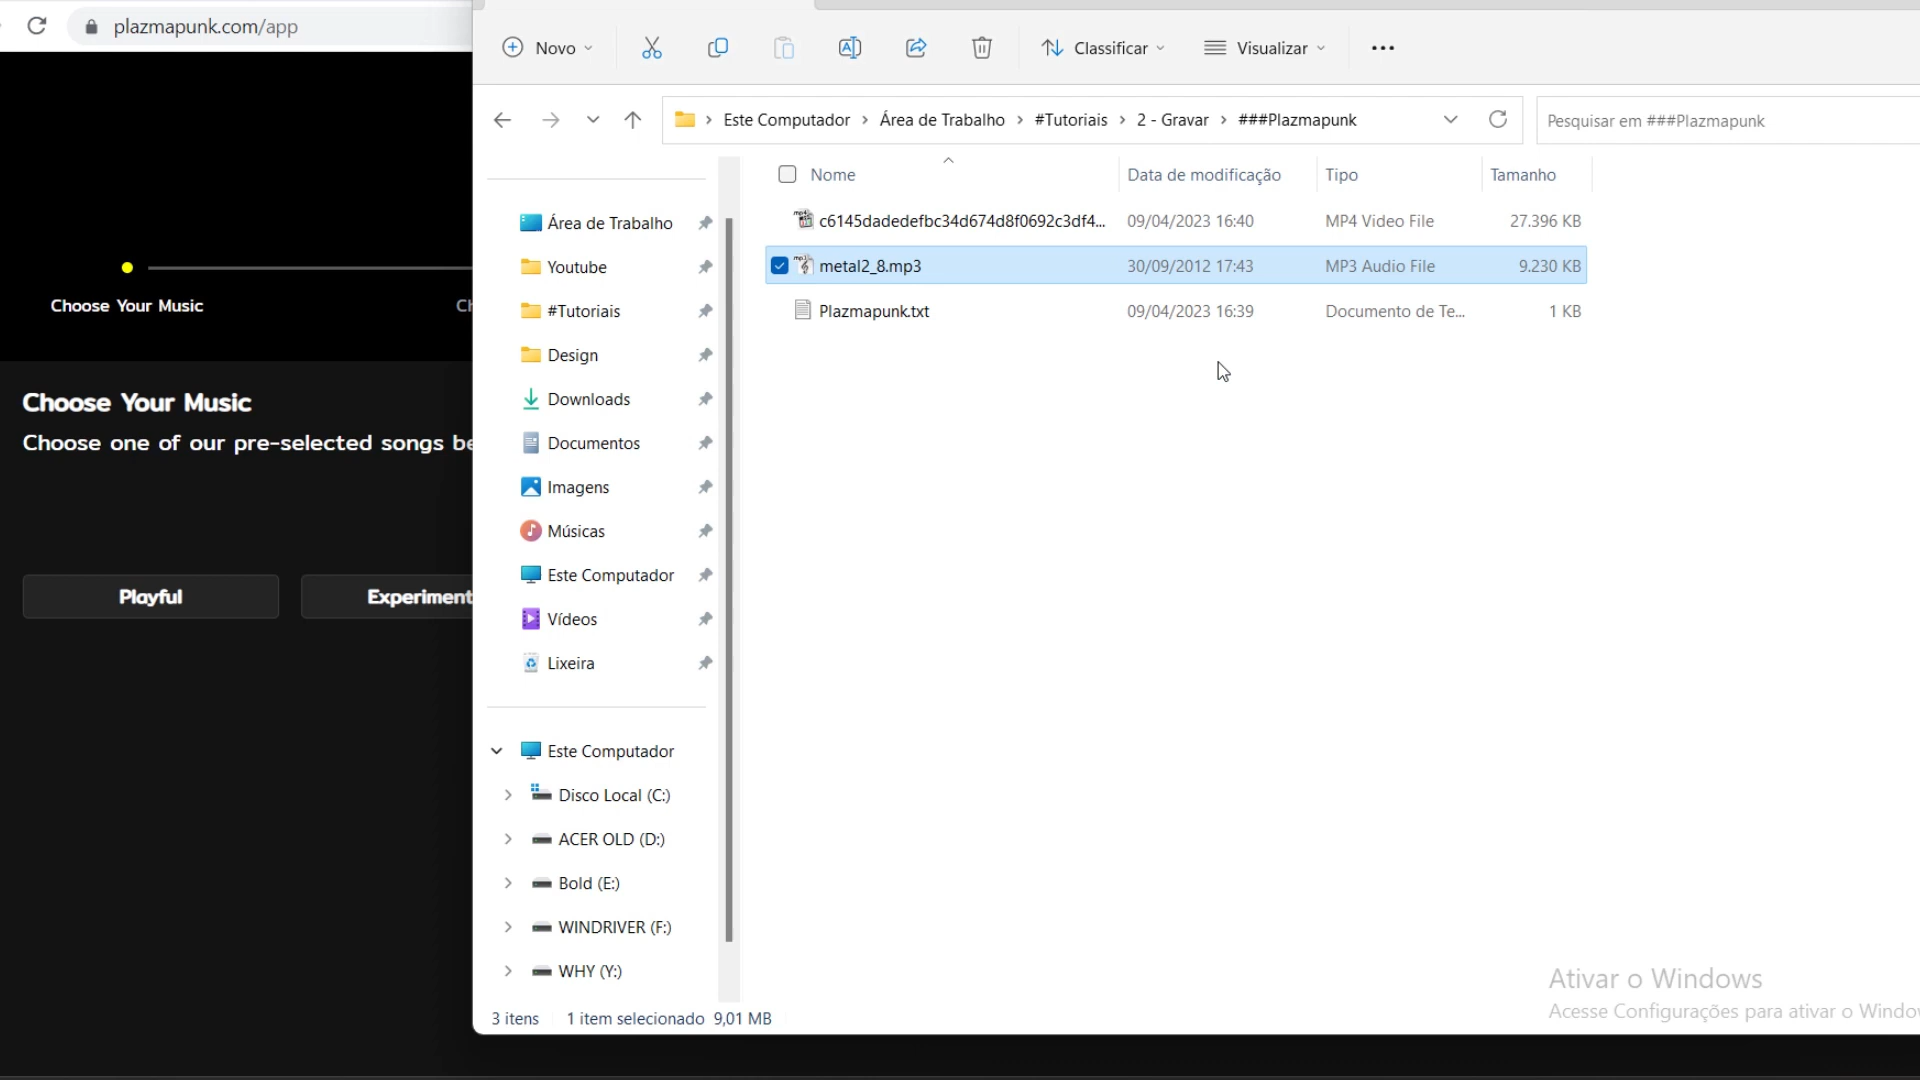 plazmapunk.com/app
Choose Your Music
Choose Your Music
Choose one of our pre-selected songs
Playful
Novo
Classificar
Visualizar
Este Computador > Área de Trabalho > #Tutoriais > 2 - Gravar > ###Plazmapunk
Pesquisar em ###Plazmapunk
Nome Data de modificação Tipo Tamanho
c6145dadedefbc34d674d8f0692c3df4... 09/04/2023 16:40 MP4 Video File 27.396 KB
metal2_8.mp3 30/09/2012 17:43 MP3 Audio File 9.230 KB
Plazmapunk.txt 09/04/2023 16:39 Documento de Te... 1 KB
Área de Trabalho
Youtube
#Tutoriais
Design
Downloads
Documentos
Imagens
Músicas
Este Computador
Vídeos
Lixeira
Este Computador
Disco Local (C:)
ACER OLD (D:)
Bold (E:)
WINDRIVER (F:)
WHY (Y:)
3 itens 1 item selecionado 9,01 MB
Ativar o Windows
Acesse Configurações para ativar o